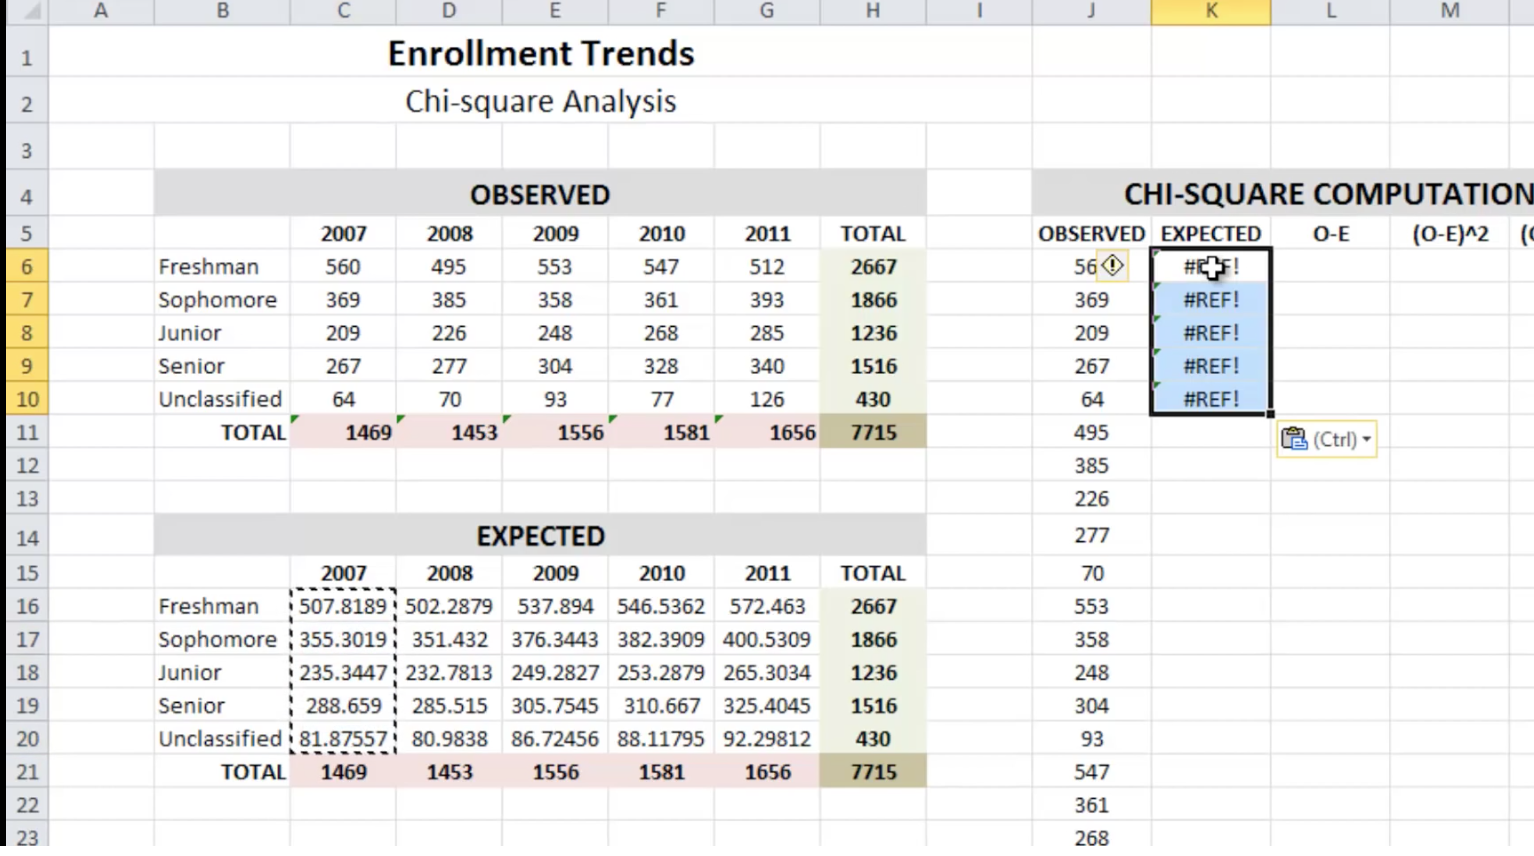 A B C D E F G H I J K L M
1 Enrollment Trends
2 Chi-square Analysis
3
4 OBSERVED CHI-SQUARE COMPUTATION
5 2007 2008 2009 2010 2011 TOTAL OBSERVED EXPECTED O-E (O-E)^2 (O
6 Freshman 560 495 553 547 512 2667 56
7 Sophomore 369 385 358 361 393 1866 369 #REF!
8 Junior 209 226 248 268 285 1236 209 #REF!
9 Senior 267 277 304 328 340 1516 267 #REF!
10 Unclassified 64 70 93 77 126 430 64 #REF!
11 TOTAL 1469 1453 1556 1581 1656 7715 495 (Ctrl)
12 385
13 226
14 EXPECTED 277
15 2007 2008 2009 2010 2011 TOTAL 70
16 Freshman 507.8189 502.2879 537.894 546.5362 572.463 2667 553
17 Sophomore 355.3019 351.432 376.3443 382.3909 400.5309 1866 358
18 Junior 235.3447 232.7813 249.2827 253.2879 265.3034 1236 248
19 Senior 288.659 285.515 305.7545 310.667 325.4045 1516 304
20 Unclassified 81.87557 80.9838 86.72456 88.11795 92.29812 430 93
21 TOTAL 1469 1453 1556 1581 1656 7715 547
22 361
23 268